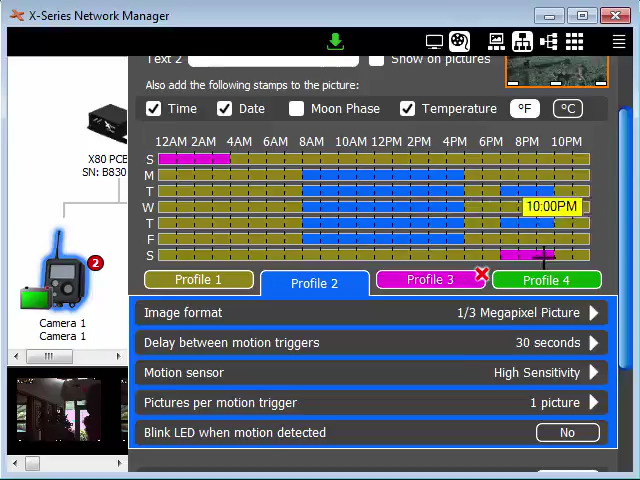 X-Series Network Manager
Text 2
Show on pictures
Also add the following stamps to the picture:
Time Date Moon Phase Temperature °F °C
12AM 2AM 4AM 6AM 8AM 10AM 12PM 2PM 4PM 6PM 8PM 10PM
S
M
T
W
10:00PM
T
F
S
X80 PCB
SN: B830
2
Camera 1
Camera 1
Profile 1 Profile 2 Profile 3 Profile 4
Image format 1/3 Megapixel Picture
Delay between motion triggers 30 seconds
Motion sensor High Sensitivity
Pictures per motion trigger 1 picture
Blink LED when motion detected No